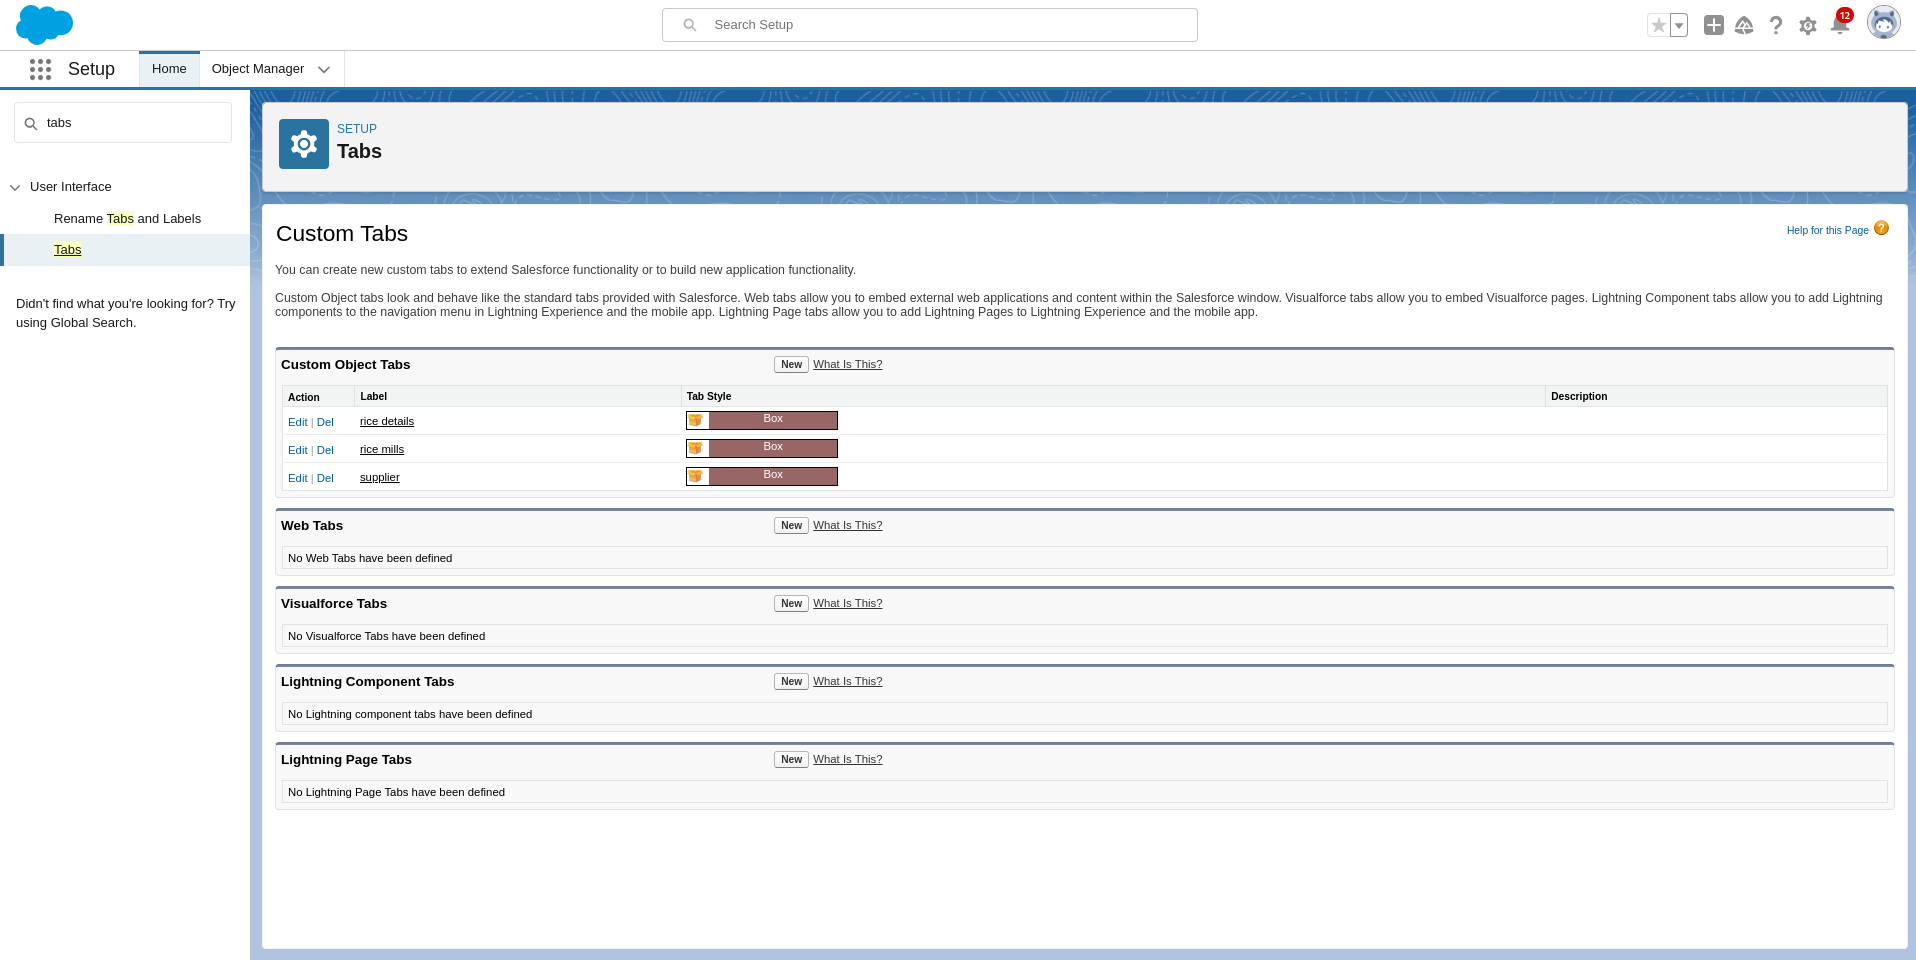 Search Setup
12
Setup
Home
Object Manager
tabs
User Interface
Rename Tabs and Labels
Tabs
Didn't find what you're looking for? Try
using Global Search.
SETUP
Tabs
Custom Tabs
Help for this Page ?
You can create new custom tabs to extend Salesforce functionality or to build new application functionality.
Custom Object tabs look and behave like the standard tabs provided with Salesforce. Web tabs allow you to embed external web applications and content within the Salesforce window. Visualforce tabs allow you to embed Visualforce pages. Lightning Component tabs allow you to add Lightning
components to the navigation menu in Lightning Experience and the mobile app. Lightning Page tabs allow you to add Lightning Pages to Lightning Experience and the mobile app.
Custom Object Tabs New What Is This?
Action Label Tab Style Description
Edit | Del rice details Box
Edit | Del rice mills Box
Edit | Del supplier Box
Web Tabs New What Is This?
No Web Tabs have been defined
Visualforce Tabs New What Is This?
No Visualforce Tabs have been defined
Lightning Component Tabs New What Is This?
No Lightning component tabs have been defined
Lightning Page Tabs New What Is This?
No Lightning Page Tabs have been defined